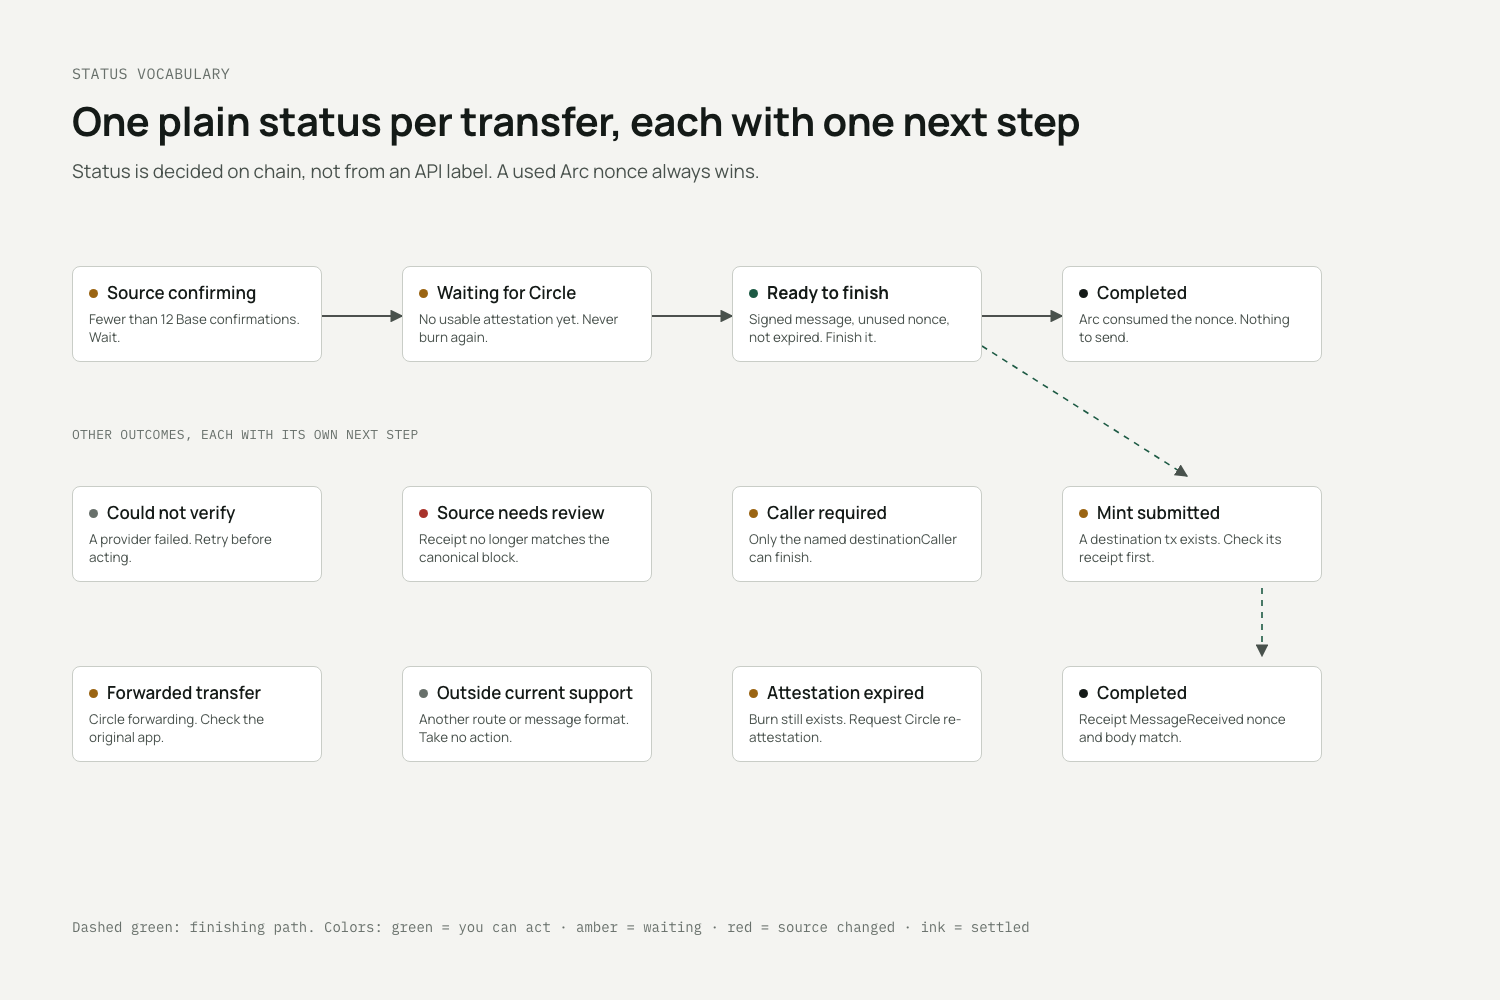 STATUS VOCABULARY
One plain status per transfer, each with one next step
Status is decided on chain, not from an API label. A used Arc nonce always wins.
Source confirming
Fewer than 12 Base confirmations.
Wait.
Waiting for Circle
No usable attestation yet. Never
burn again.
Ready to finish
Signed message, unused nonce,
not expired. Finish it.
Completed
Arc consumed the nonce. Nothing
to send.
OTHER OUTCOMES, EACH WITH ITS OWN NEXT STEP
Could not verify
A provider failed. Retry before
acting.
Source needs review
Receipt no longer matches the
canonical block.
Caller required
Only the named destinationCaller
can finish.
Mint submitted
A destination tx exists. Check its
receipt first.
Forwarded transfer
Circle forwarding. Check the
original app.
Outside current support
Another route or message format.
Take no action.
Attestation expired
Burn still exists. Request Circle re-
attestation.
Completed
Receipt MessageReceived nonce
and body match.
Dashed green: finishing path. Colors: green = you can act · amber = waiting · red = source changed · ink = settled